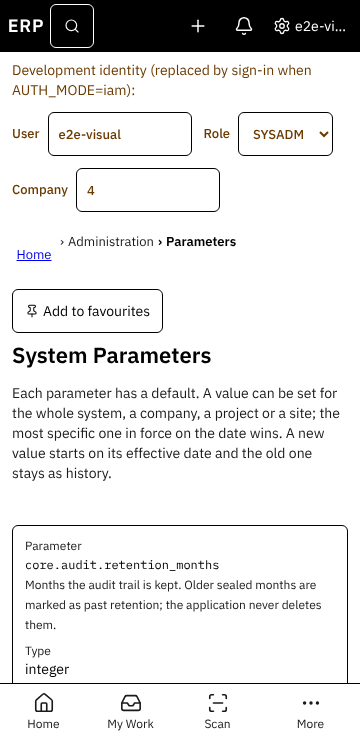 ERP
e2e-vi...
Development identity (replaced by sign-in when
AUTH_MODE=iam):
User e2e-visual Role SYSADM
Company 4
Home › Administration › Parameters
Add to favourites
System Parameters
Each parameter has a default. A value can be set for
the whole system, a company, a project or a site; the
most specific one in force on the date wins. A new
value starts on its effective date and the old one
stays as history.
Parameter
core.audit.retention_months
Months the audit trail is kept. Older sealed months are
marked as past retention; the application never deletes
them.
Type
integer
Home My Work Scan More